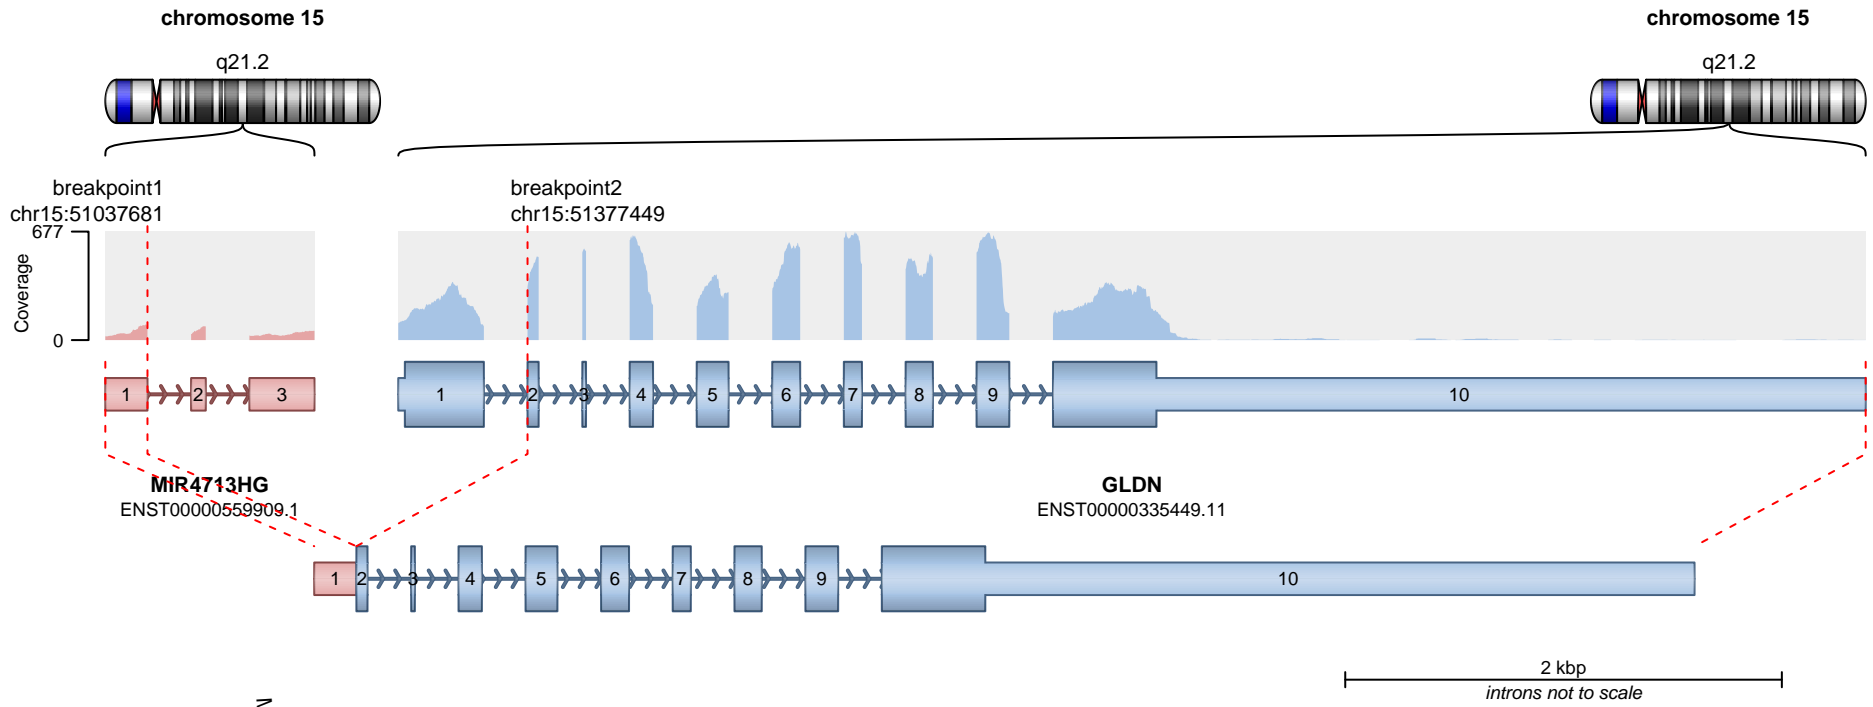 chromosome 15
chromosome 15
q21.2
q21.2
breakpoint1
chr15:51037681
breakpoint2
chr15:51377449
677
Coverage
0
1 2 3
1 2 3 4 5 6 7 8 9 10
MIR4713HG
ENST00000559909.1
GLDN
ENST00000335449.11
1 2 3 4 5 6 7 8 9 10
2 kbp
introns not to scale